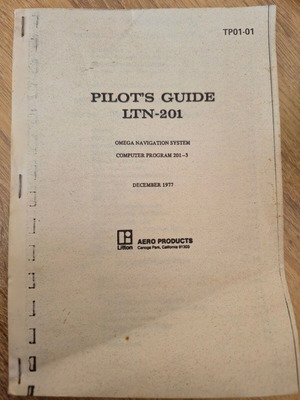 TP01-01
PILOT'S GUIDE
LTN-201
OMEGA NAVIGATION SYSTEM
COMPUTER PROGRAM 201-3
DECEMBER 1977
Litton
AERO PRODUCTS
Canoga Park, California 91303